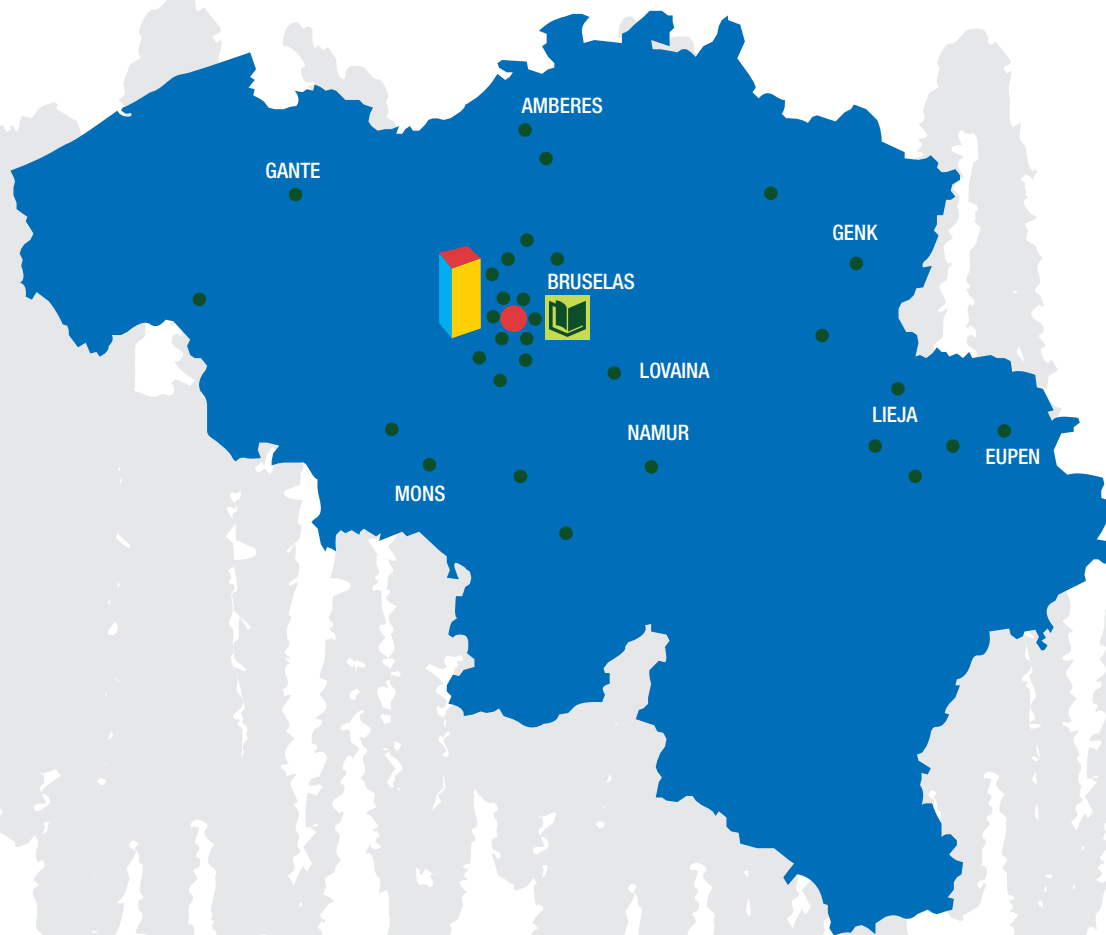 AMBERES
GANTE
GENK
BRUSELAS
LOVAINA
LIEJA
NAMUR
EUPEN
MONS